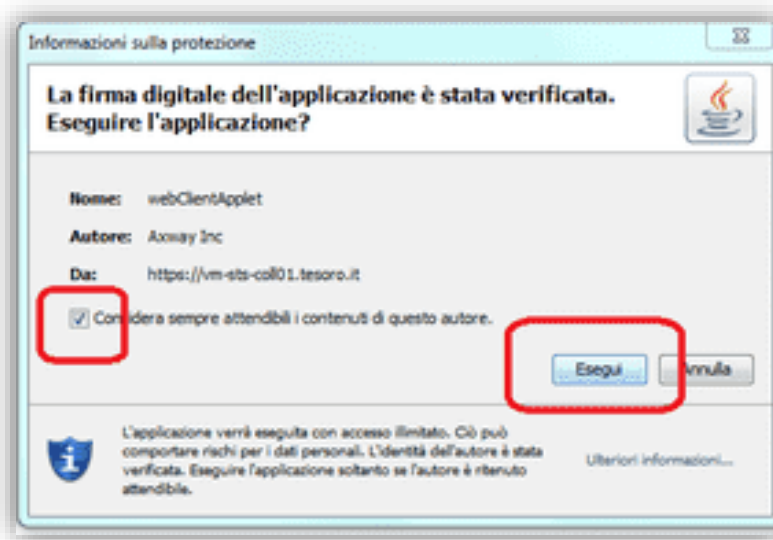 Informazioni sulla protezione
La firma digitale dell'applicazione è stata verificata.
Eseguire l'applicazione?
Nome: webClientApplet
Autore: Axway Inc
Da: https://vm-sts-coll01.tesoro.it
Considera sempre attendibili i contenuti di questo autore.
Esegui Annulla
L'applicazione verrà eseguita con accesso illimitato. Ciò può
comportare rischi per i dati personali. L'identità dell'autore è stata
verificata. Eseguire l'applicazione soltanto se l'autore è ritenuto
attendibile.
Ulteriori informazioni...